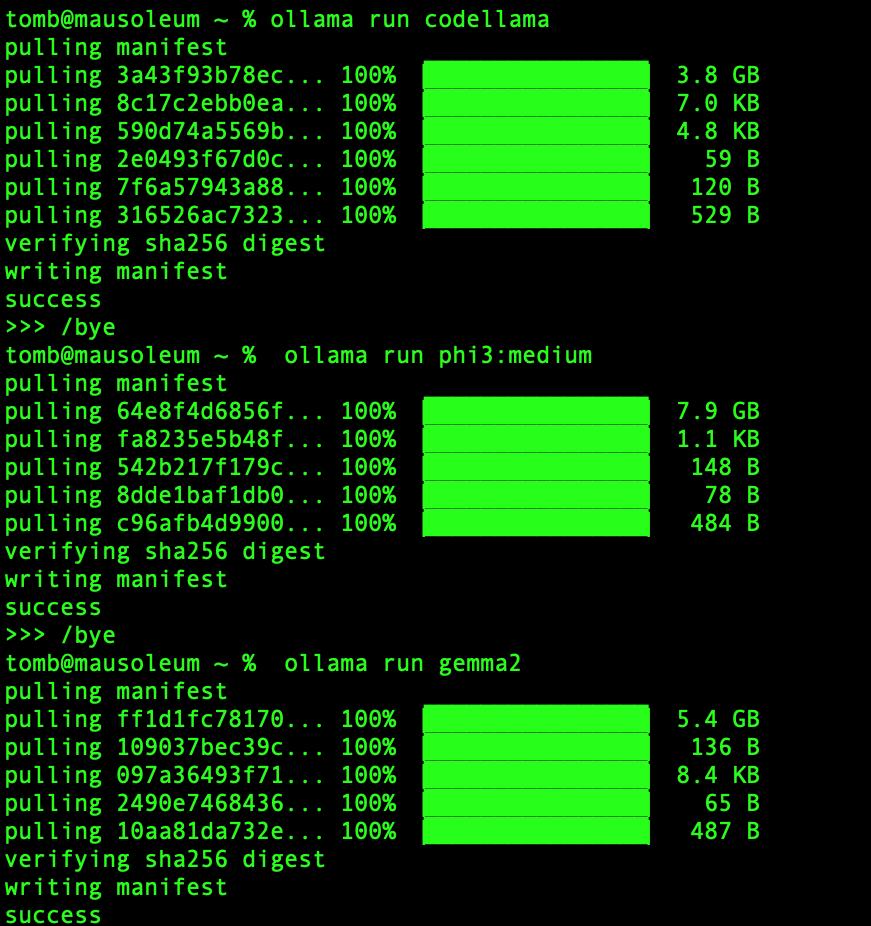 tomb@mausoleum ~ % ollama run codellama
pulling manifest
pulling 3a43f93b78ec... 100% 3.8 GB
pulling 8c17c2ebb0ea... 100% 7.0 KB
pulling 590d74a5569b... 100% 4.8 KB
pulling 2e0493f67d0c... 100% 59 B
pulling 7f6a57943a88... 100% 120 B
pulling 316526ac7323... 100% 529 B
verifying sha256 digest
writing manifest
success
>>> /bye
tomb@mausoleum ~ %  ollama run phi3:medium
pulling manifest
pulling 64e8f4d6856f... 100% 7.9 GB
pulling fa8235e5b48f... 100% 1.1 KB
pulling 542b217f179c... 100% 148 B
pulling 8dde1baf1db0... 100% 78 B
pulling c96afb4d9900... 100% 484 B
verifying sha256 digest
writing manifest
success
>>> /bye
tomb@mausoleum ~ %  ollama run gemma2
pulling manifest
pulling ff1d1fc78170... 100% 5.4 GB
pulling 109037bec39c... 100% 136 B
pulling 097a36493f71... 100% 8.4 KB
pulling 2490e7468436... 100% 65 B
pulling 10aa81da732e... 100% 487 B
verifying sha256 digest
writing manifest
success